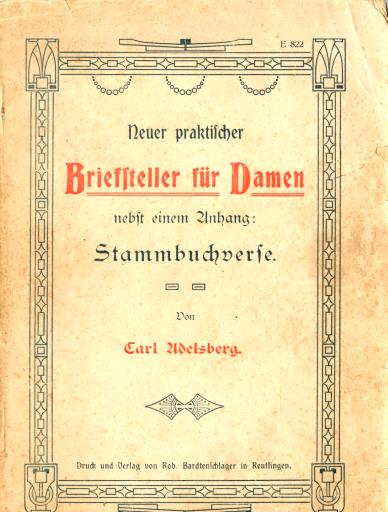 E 822
Neuer praktiſcher
Briefſteller für Damen
nebſt einem Anhang:
Stammbuchverſe.
Von
Carl Adelsberg.
Druck und Verlag von Rob. Bardtenſchlager in Reutlingen.